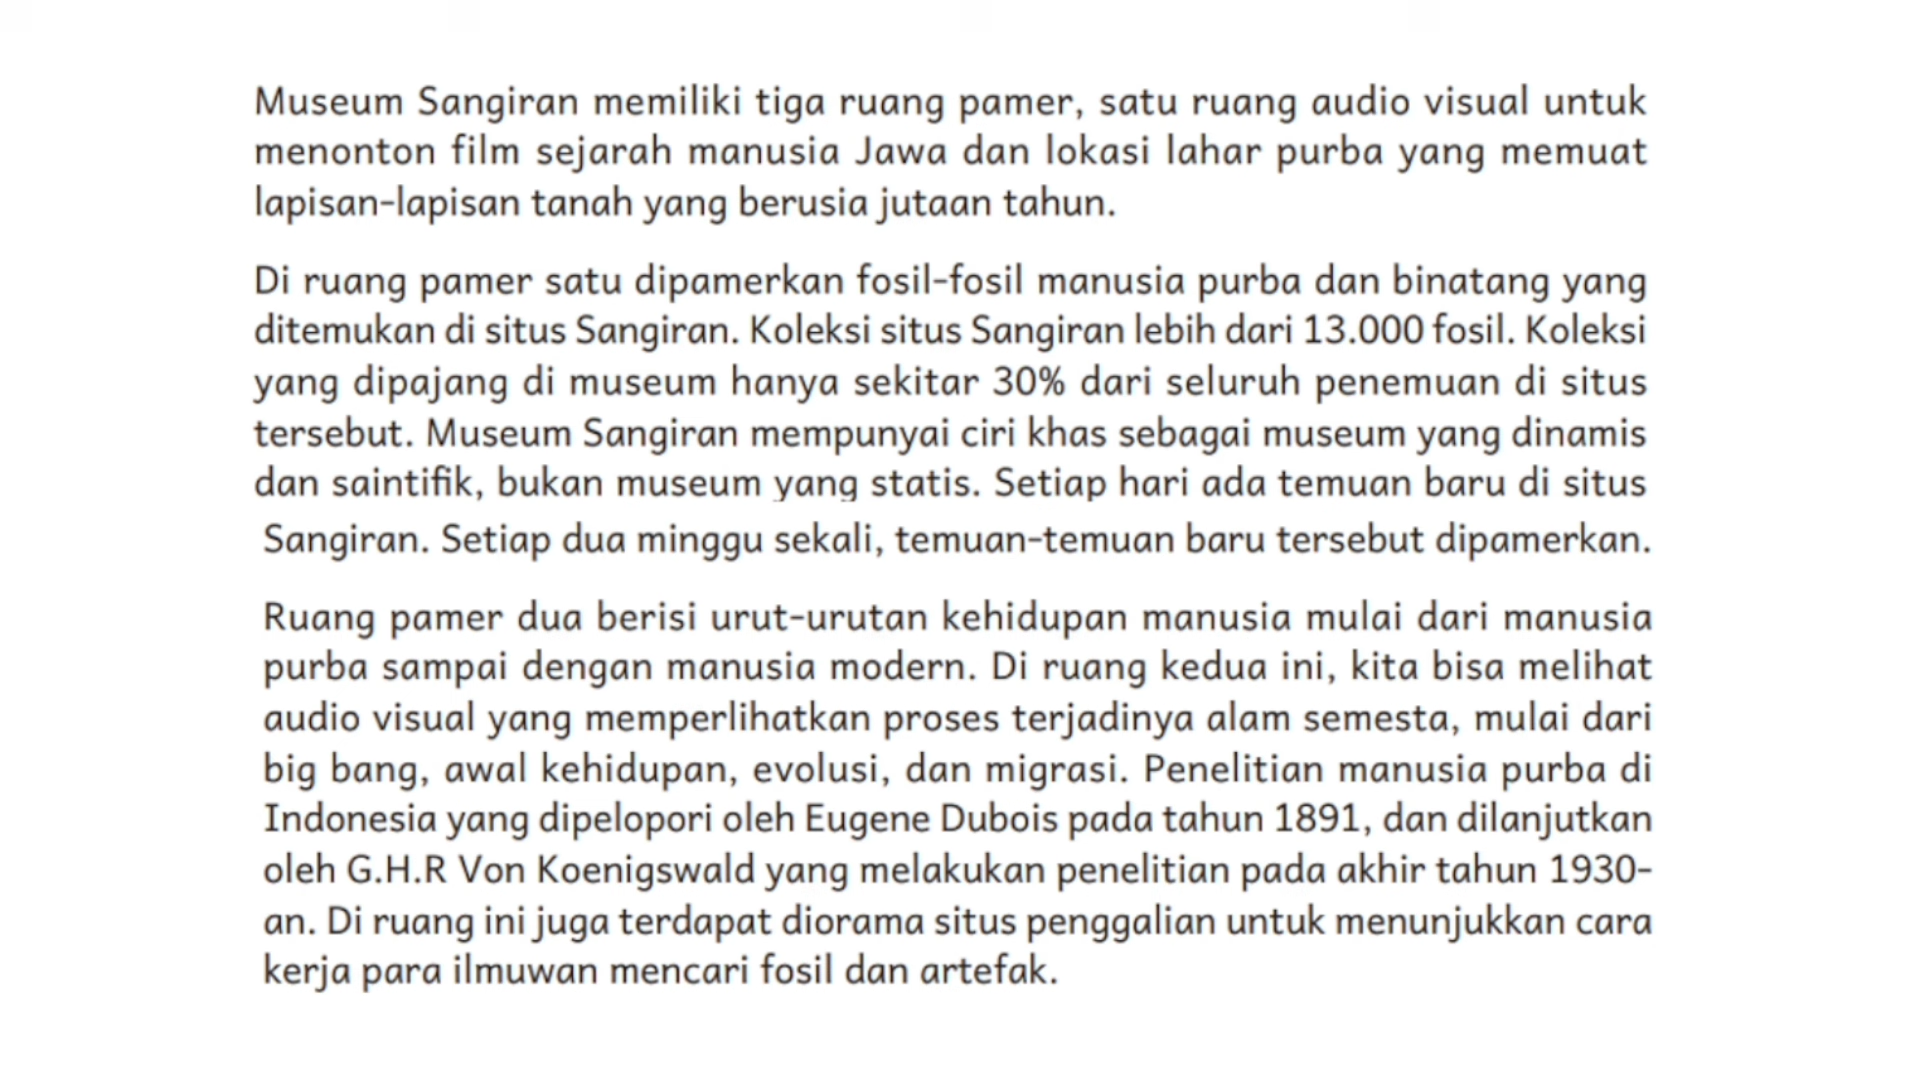 Museum Sangiran memiliki tiga ruang pamer, satu ruang audio visual untuk
menonton film sejarah manusia Jawa dan lokasi lahar purba yang memuat
lapisan-lapisan tanah yang berusia jutaan tahun.
Di ruang pamer satu dipamerkan fosil-fosil manusia purba dan binatang yang
ditemukan di situs Sangiran. Koleksi situs Sangiran lebih dari 13.000 fosil. Koleksi
yang dipajang di museum hanya sekitar 30% dari seluruh penemuan di situs
tersebut. Museum Sangiran mempunyai ciri khas sebagai museum yang dinamis
dan saintifik, bukan museum yang statis. Setiap hari ada temuan baru di situs
Sangiran. Setiap dua minggu sekali, temuan-temuan baru tersebut dipamerkan.
Ruang pamer dua berisi urut-urutan kehidupan manusia mulai dari manusia
purba sampai dengan manusia modern. Di ruang kedua ini, kita bisa melihat
audio visual yang memperlihatkan proses terjadinya alam semesta, mulai dari
big bang, awal kehidupan, evolusi, dan migrasi. Penelitian manusia purba di
Indonesia yang dipelopori oleh Eugene Dubois pada tahun 1891, dan dilanjutkan
oleh G.H.R Von Koenigswald yang melakukan penelitian pada akhir tahun 1930-
an. Di ruang ini juga terdapat diorama situs penggalian untuk menunjukkan cara
kerja para ilmuwan mencari fosil dan artefak.